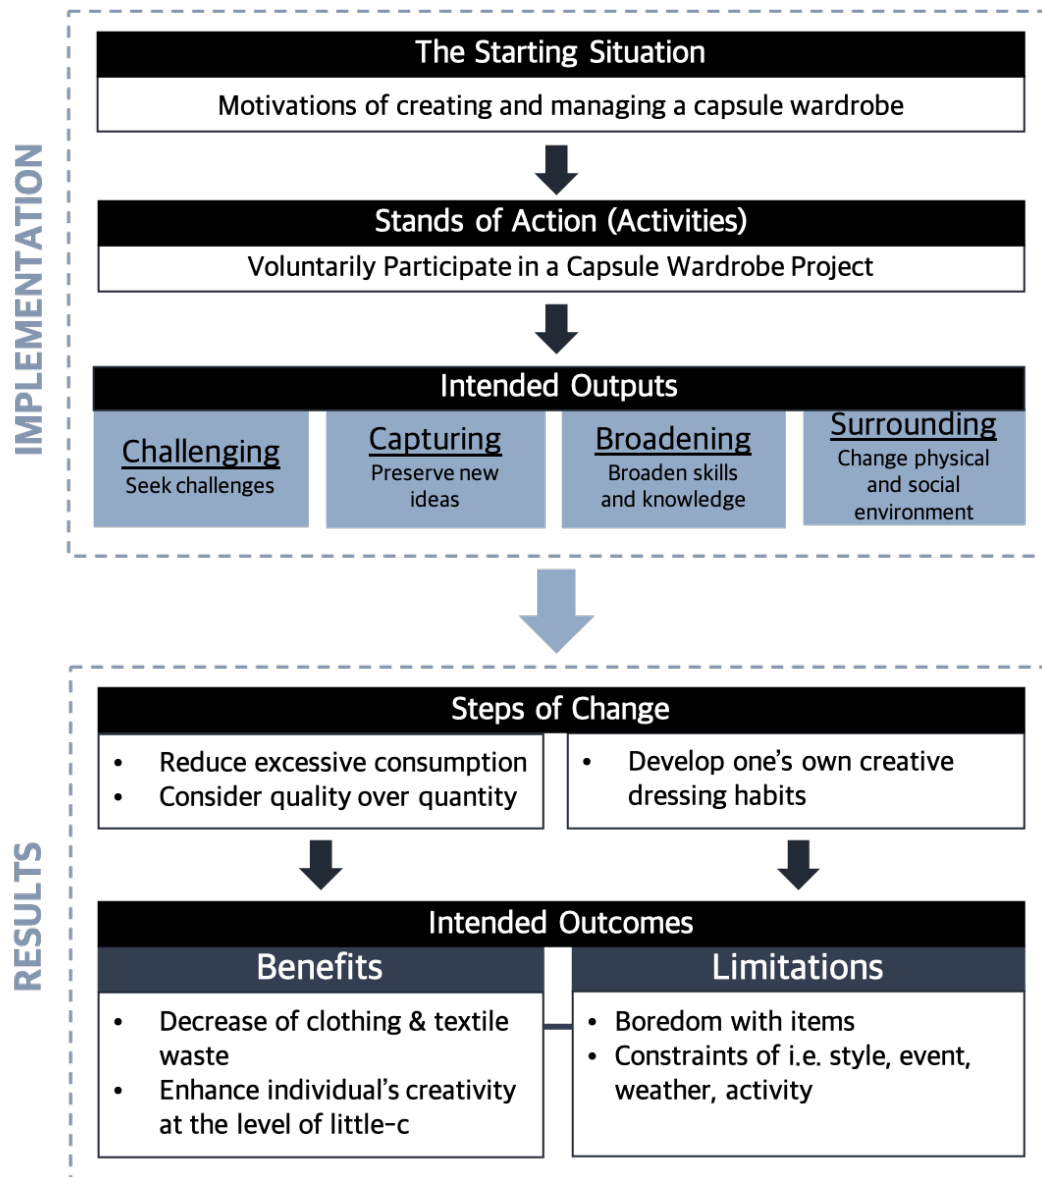 IMPLEMENTATION
The Starting Situation
Motivations of creating and managing a capsule wardrobe
Stands of Action (Activities)
Voluntarily Participate in a Capsule Wardrobe Project
Intended Outputs
Challenging
Seek challenges
Capturing
Preserve new
ideas
Broadening
Broaden skills
and knowledge
Surrounding
Change physical
and social
environment
RESULTS
Steps of Change
• Reduce excessive consumption
• Consider quality over quantity
• Develop one's own creative
dressing habits
Intended Outcomes
Benefits
• Decrease of clothing & textile
waste
• Enhance individual's creativity
at the level of little-c
Limitations
• Boredom with items
• Constraints of i.e. style, event,
weather, activity